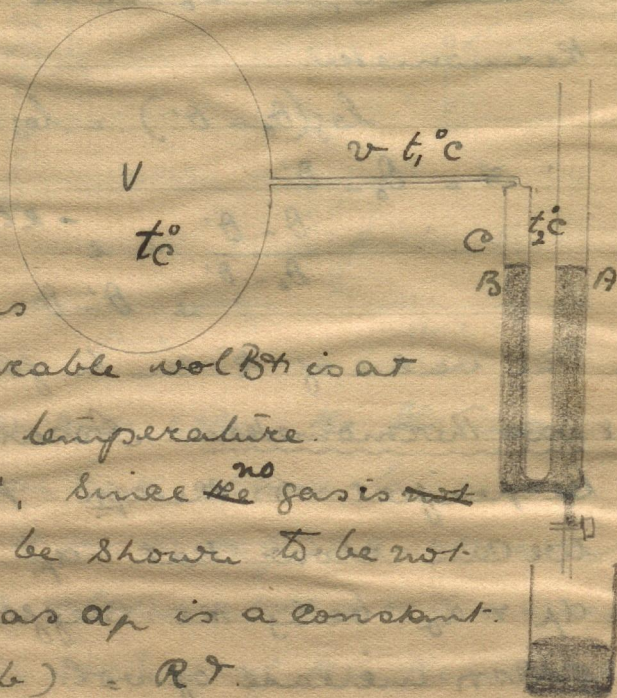 v t₁°C
V
t°C
C t₂°C
B A
s
rable vol B is at
temperature.
, Since no gas is
be shown to be not
as αp is a constant.
b) Rγ.